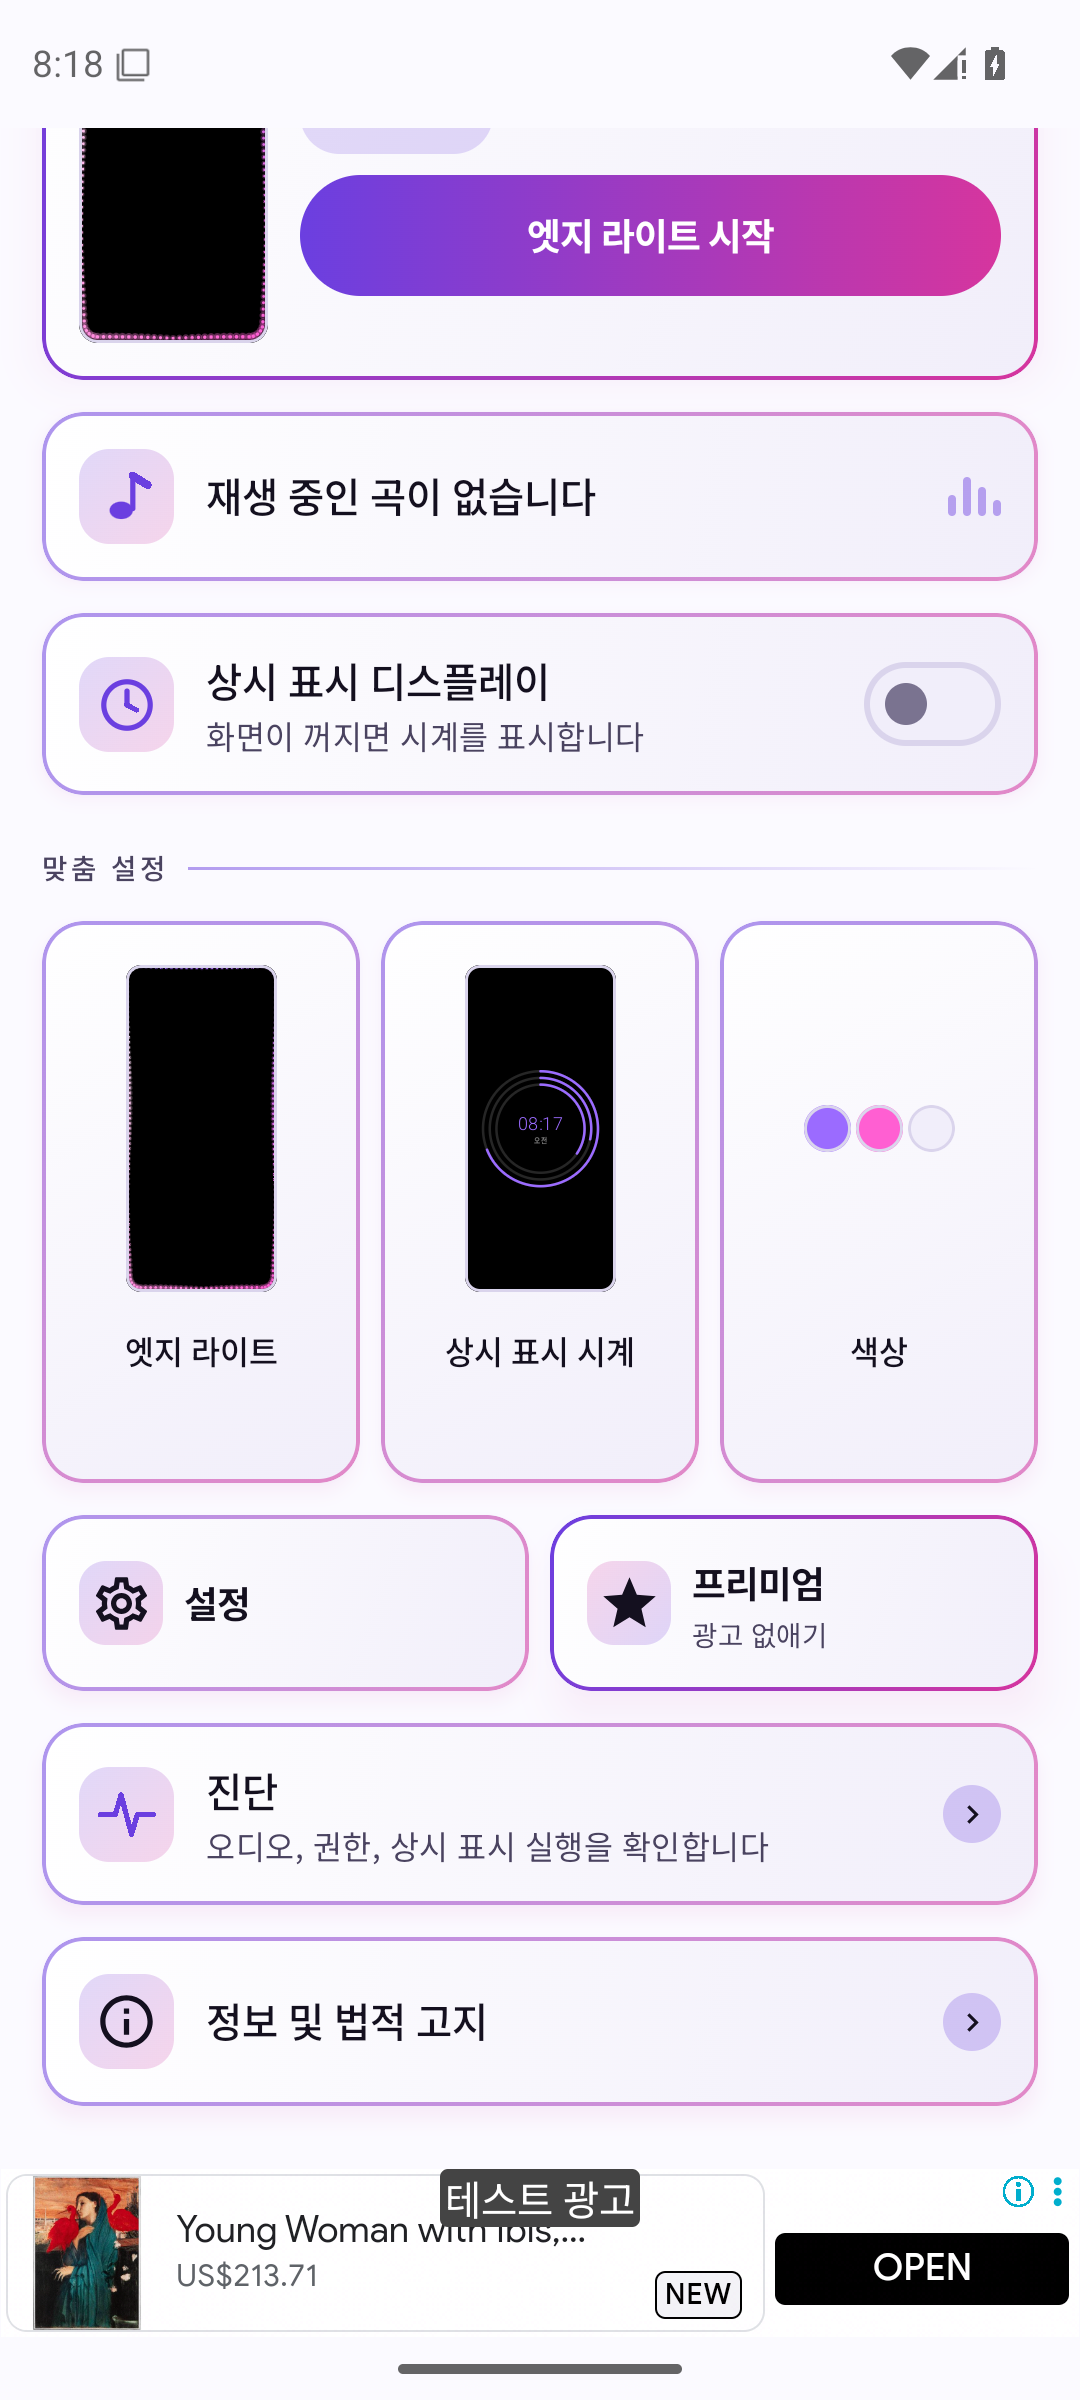 8:18
엣지 라이트 시작
재생 중인 곡이 없습니다
상시 표시 디스플레이
화면이 꺼지면 시계를 표시합니다
맞춤 설정
08:17
오전
엣지 라이트
상시 표시 시계
색상
설정
프리미엄
광고 없애기
진단
오디오, 권한, 상시 표시 실행을 확인합니다
정보 및 법적 고지
테스트 광고
Young Woman with Ibis,...
US$213.71
NEW
OPEN